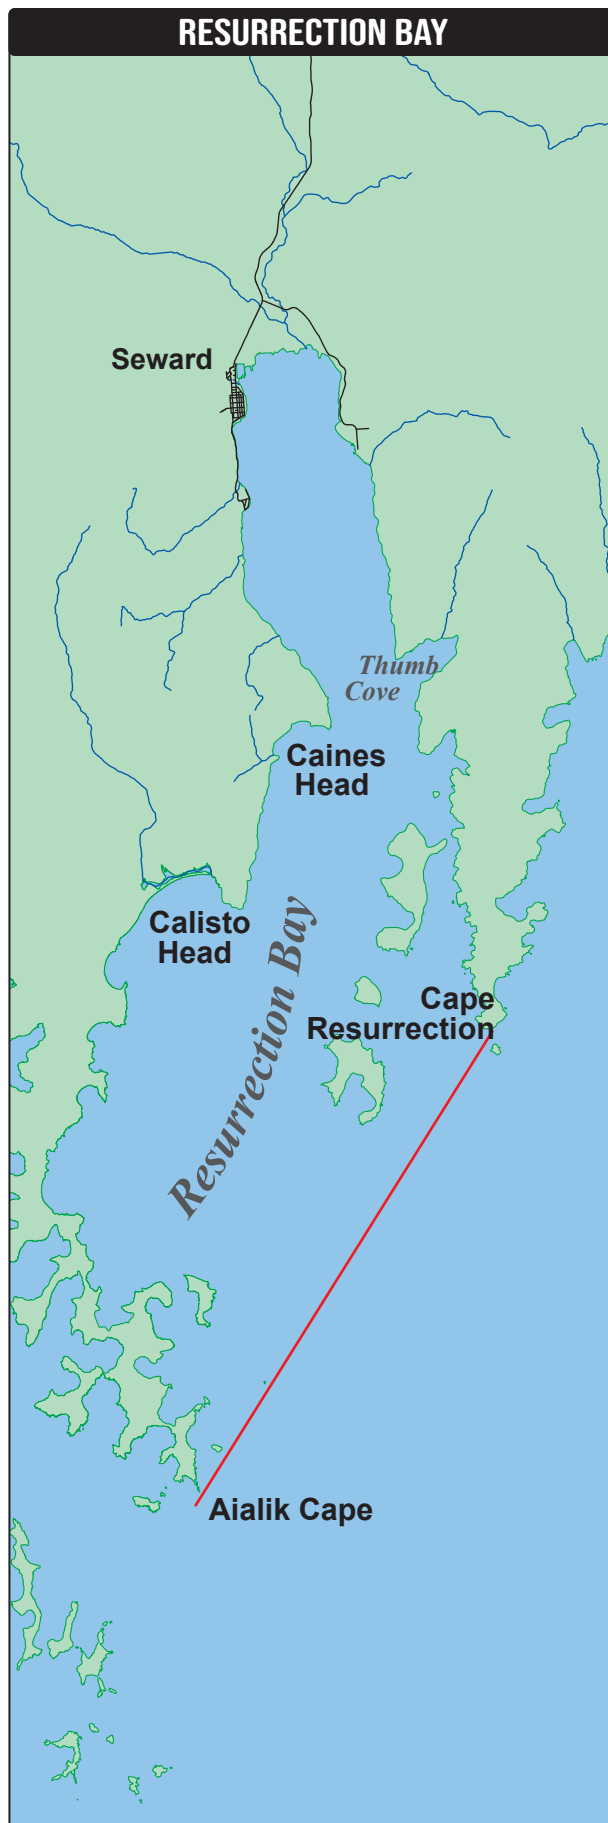 RESURRECTION BAY
Seward
Thumb
Cove
Caines
Head
Calisto
Head
Resurrection Bay
Cape
Resurrection
Aialik Cape